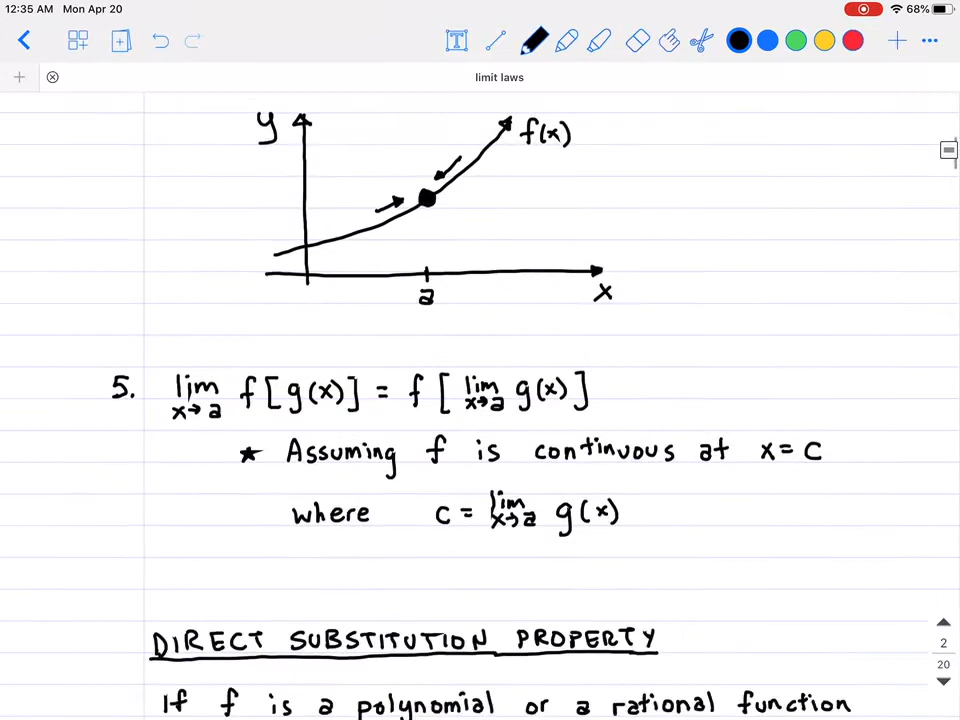 12:35 AM Mon Apr 20
68%
limit laws
y
f(x)
a
x
5. lim x→a f[g(x)] = f[lim x→a g(x)]
★ Assuming f is continuous at x = c
where c = lim x→a g(x)
DIRECT SUBSTITUTION PROPERTY
If f is a polynomial or a rational function
2
20